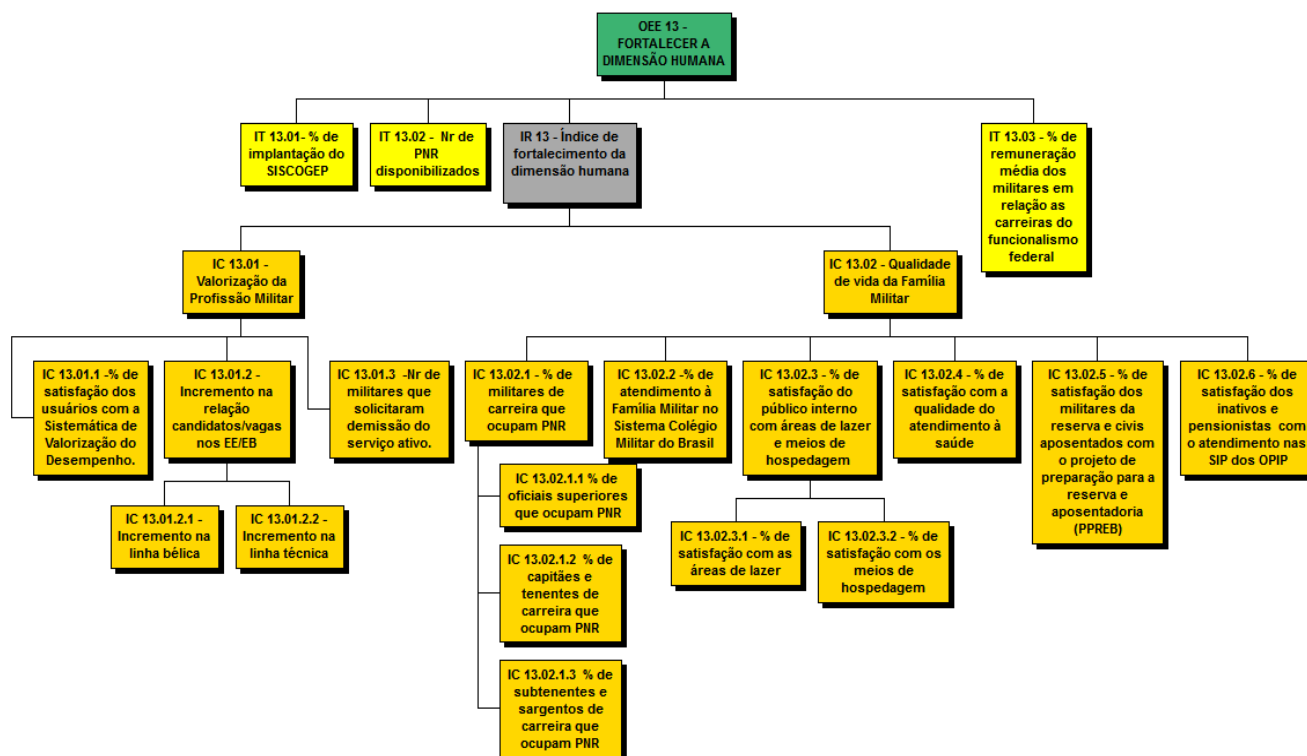 OEE 13 -
FORTALECER A
DIMENSÃO HUMANA
IT 13.01- % de
implantação do
SISCOGEP
IT 13.02 - Nr de
PNR
disponibilizados
IR 13 - Índice de
fortalecimento da
dimensão humana
IT 13.03 - % de
remuneração
média dos
militares em
relação as
carreiras do
funcionalismo
federal
IC 13.01 -
Valorização da
Profissão Militar
IC 13.02 - Qualidade
de vida da Família
Militar
IC 13.01.1 -% de
satisfação dos
usuários com a
Sistemática de
Valorização do
Desempenho.
IC 13.01.2 -
Incremento na
relação
candidatos/vagas
nos EE/EB
IC 13.01.3 -Nr de
militares que
solicitaram
demissão do
serviço ativo.
IC 13.02.1 - % de
militares de
carreira que
ocupam PNR
IC 13.02.2 -% de
atendimento à
Família Militar no
Sistema Colégio
Militar do Brasil
IC 13.02.3 - % de
satisfação do
público interno
com áreas de lazer
e meios de
hospedagem
IC 13.02.4 - % de
satisfação com a
qualidade do
atendimento à
saúde
IC 13.02.5 - % de
satisfação dos
militares da
reserva e civis
aposentados com
o projeto de
preparação para a
reserva e
aposentadoria
(PPREB)
IC 13.02.6 - % de
satisfação dos
inativos e
pensionistas com
o atendimento nas
SIP dos OPIP
IC 13.01.2.1 -
Incremento na
linha bélica
IC 13.01.2.2 -
Incremento na
linha técnica
IC 13.02.1.1 % de
oficiais superiores
que ocupam PNR
IC 13.02.1.2 % de
capitães e
tenentes de
carreira que
ocupam PNR
IC 13.02.1.3 % de
subtenentes e
sargentos de
carreira que
ocupam PNR
IC 13.02.3.1 - % de
satisfação com as
áreas de lazer
IC 13.02.3.2 - % de
satisfação com os
meios de
hospedagem